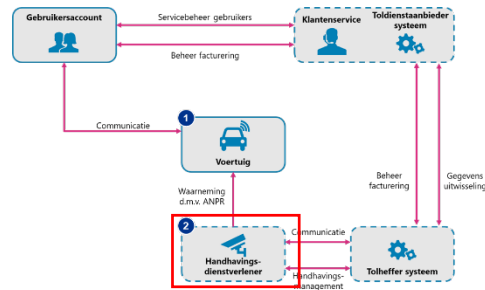 Gebruikersaccount
Servicebeheer gebruikers
Beheer facturering
Klantenservice
Toldienstaanbieder
systeem
Communicatie
1
Voertuig
Waarneming
d.m.v. ANPR
Beheer
facturering
Gegevens
uitwisseling
2
Handhavings-
dienstverlener
Communicatie
Handhavings-
management
Tolheffer systeem